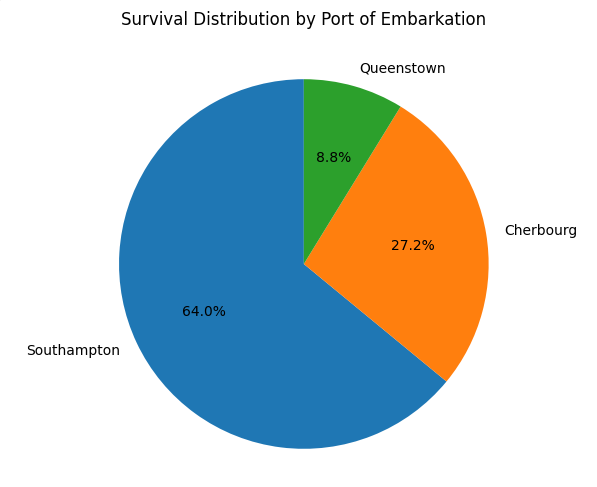 Survival Distribution by Port of Embarkation
Queenstown
8.8%
Cherbourg
27.2%
64.0%
Southampton